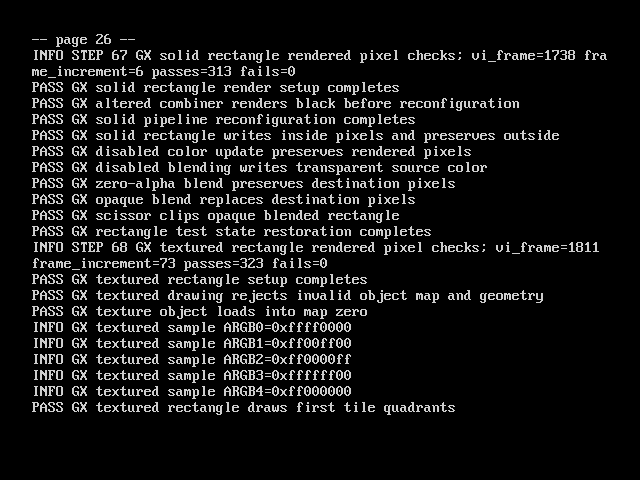 -- page 26 --
INFO STEP 67 GX solid rectangle rendered pixel checks; vi_frame=1738 fra
me_increment=6 passes=313 fails=0
PASS GX solid rectangle render setup completes
PASS GX altered combiner renders black before reconfiguration
PASS GX solid pipeline reconfiguration completes
PASS GX solid rectangle writes inside pixels and preserves outside
PASS GX disabled color update preserves rendered pixels
PASS GX disabled blending writes transparent source color
PASS GX zero-alpha blend preserves destination pixels
PASS GX opaque blend replaces destination pixels
PASS GX scissor clips opaque blended rectangle
PASS GX rectangle test state restoration completes
INFO STEP 68 GX textured rectangle rendered pixel checks; vi_frame=1811
frame_increment=73 passes=323 fails=0
PASS GX textured rectangle setup completes
PASS GX textured drawing rejects invalid object map and geometry
PASS GX texture object loads into map zero
INFO GX textured sample ARGB0=0xffff0000
INFO GX textured sample ARGB1=0xff00ff00
INFO GX textured sample ARGB2=0xff0000ff
INFO GX textured sample ARGB3=0xffffff00
INFO GX textured sample ARGB4=0xff000000
PASS GX textured rectangle draws first tile quadrants